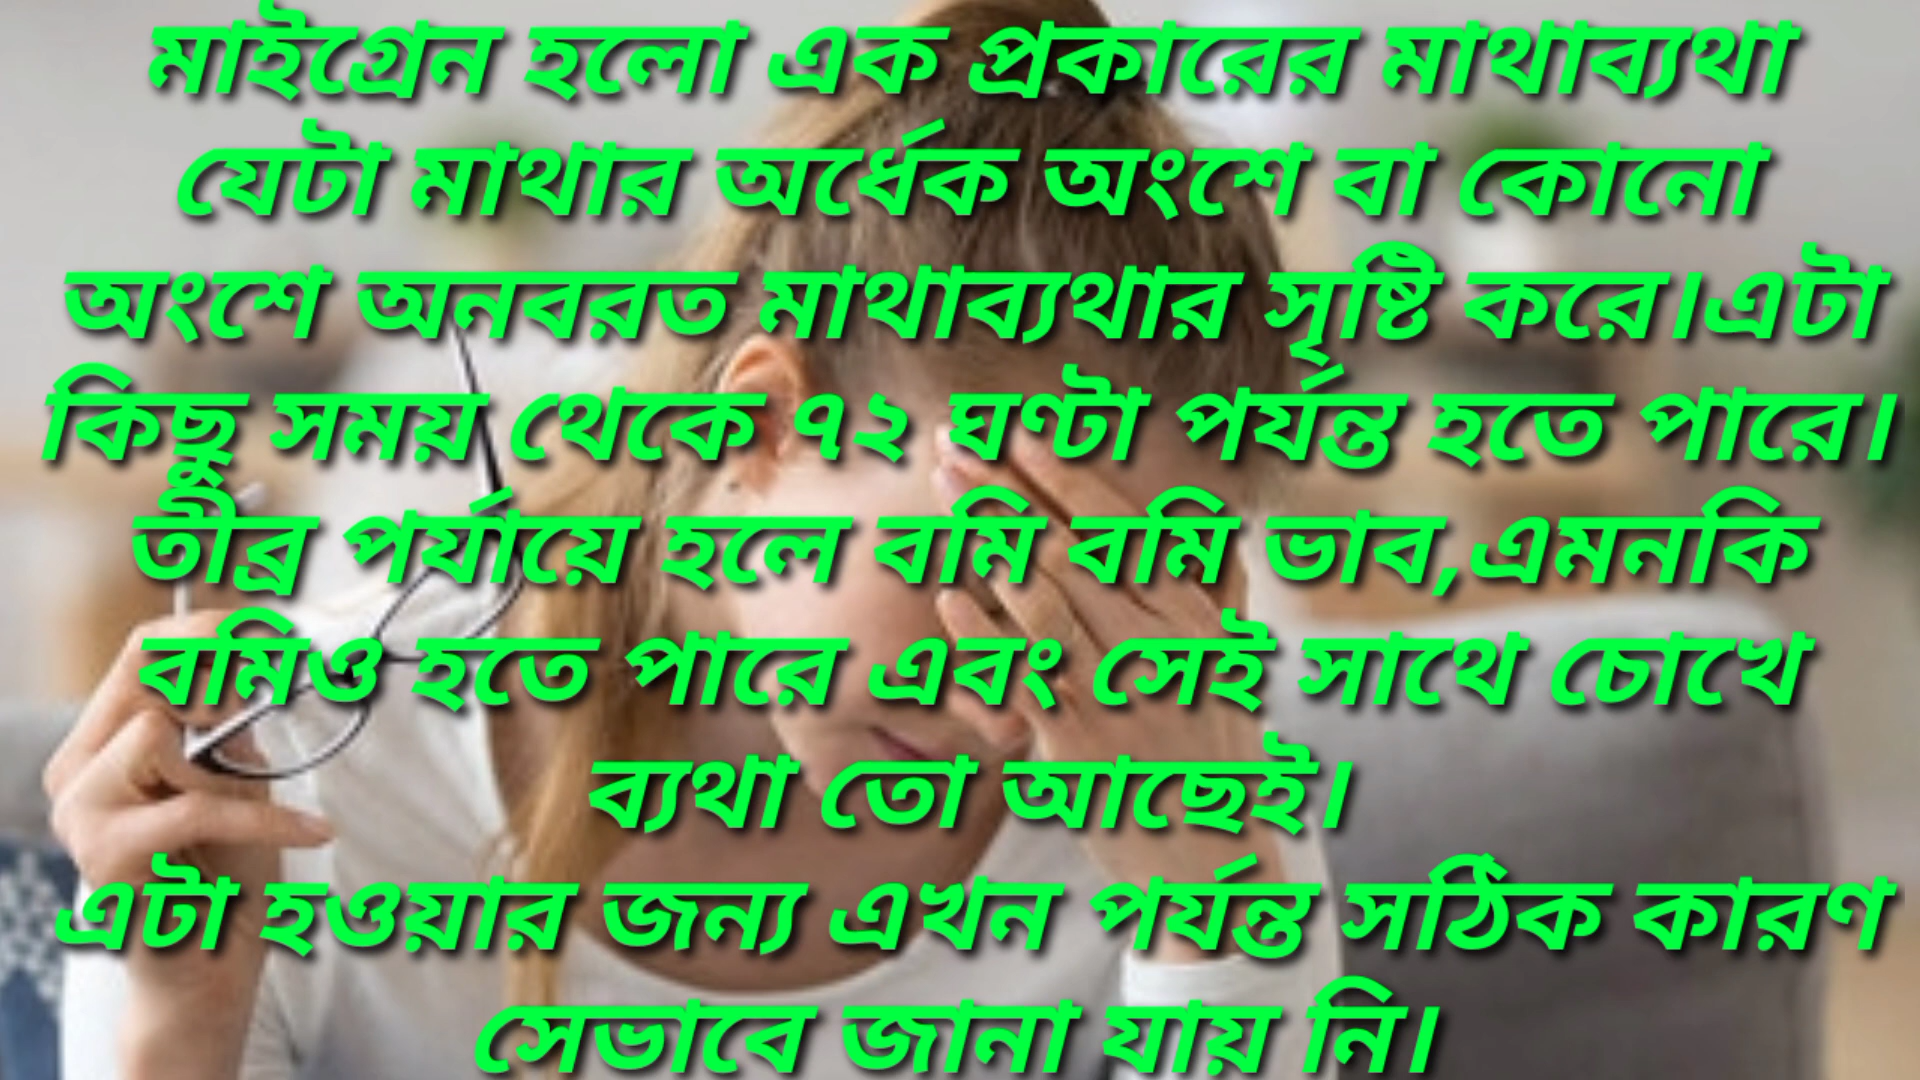 মাইগ্রেন হলো এক প্রকারের মাথাব্যথা
যেটা মাথার অর্ধেক অংশে বা কোনো
অংশে অনবরত মাথাব্যথার সৃষ্টি করে।এটা
কিছু সময় থেকে ৭২ ঘণ্টা পর্যন্ত হতে পারে।
তীব্র পর্যায়ে হলে বমি বমি ভাব,এমনকি
বমিও হতে পারে এবং সেই সাথে চোখে
ব্যথা তো আছেই।
এটা হওয়ার জন্য এখন পর্যন্ত সঠিক কারণ
সেভাবে জানা যায় নি।